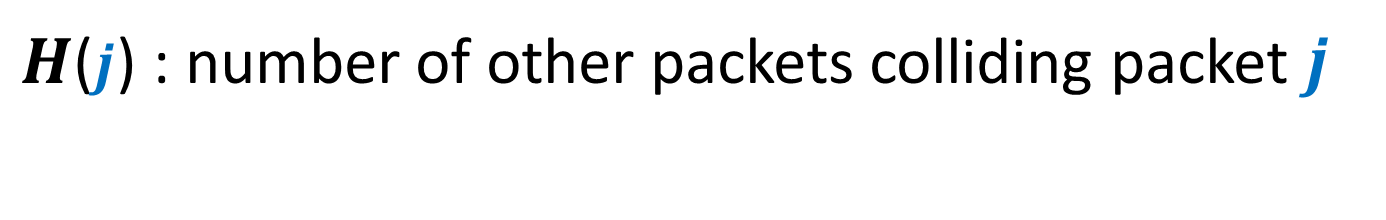 H(j) : number of other packets colliding packet j